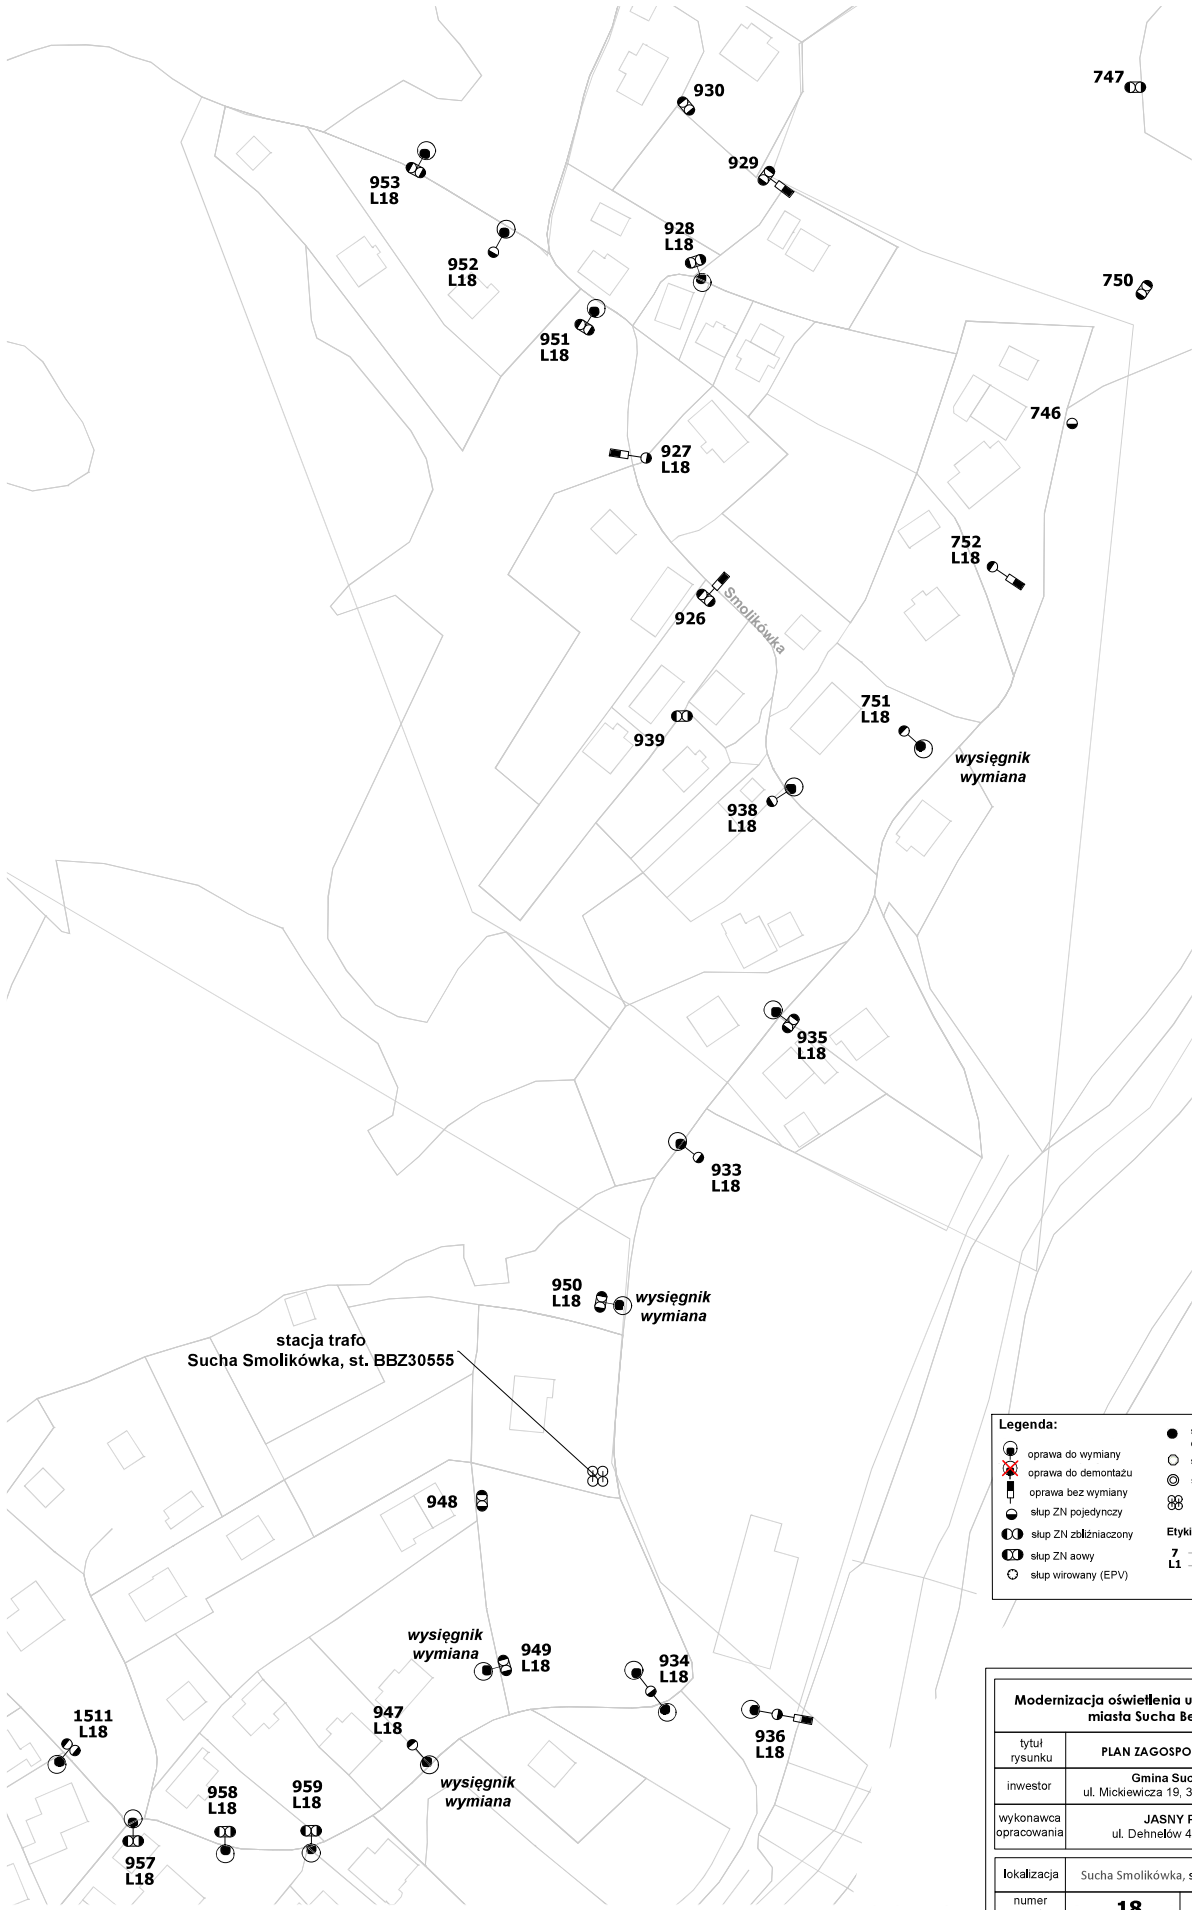 747
930
929
953
L18
928
L18
952
L18
750
951
L18
746
927
L18
752
L18
926
Smolikówka
751
L18
939
wysięgnik
wymiana
938
L18
935
L18
933
L18
950
L18
wysięgnik
wymiana
stacja trafo
Sucha Smolikówka, st. BBZ30555
Legenda:
oprawa do wymiany
oprawa do demontażu
oprawa bez wymiany
słup ZN pojedynczy
słup ZN zbliźniaczony
słup ZN aowy
słup wirowany (EPV)
Etyki
7
L1
948
wysięgnik
wymiana
949
L18
934
L18
1511
L18
947
L18
936
L18
wysięgnik
wymiana
958
L18
959
L18
957
L18
Modernizacja oświetlenia u
miasta Sucha Be
tytuł
rysunku
PLAN ZAGOSPO
inwestor
Gmina Suc
ul. Mickiewicza 19, 3
wykonawca
opracowania
JASNY P
ul. Dehnelów 4
lokalizacja
Sucha Smolikówka, s
numer
18